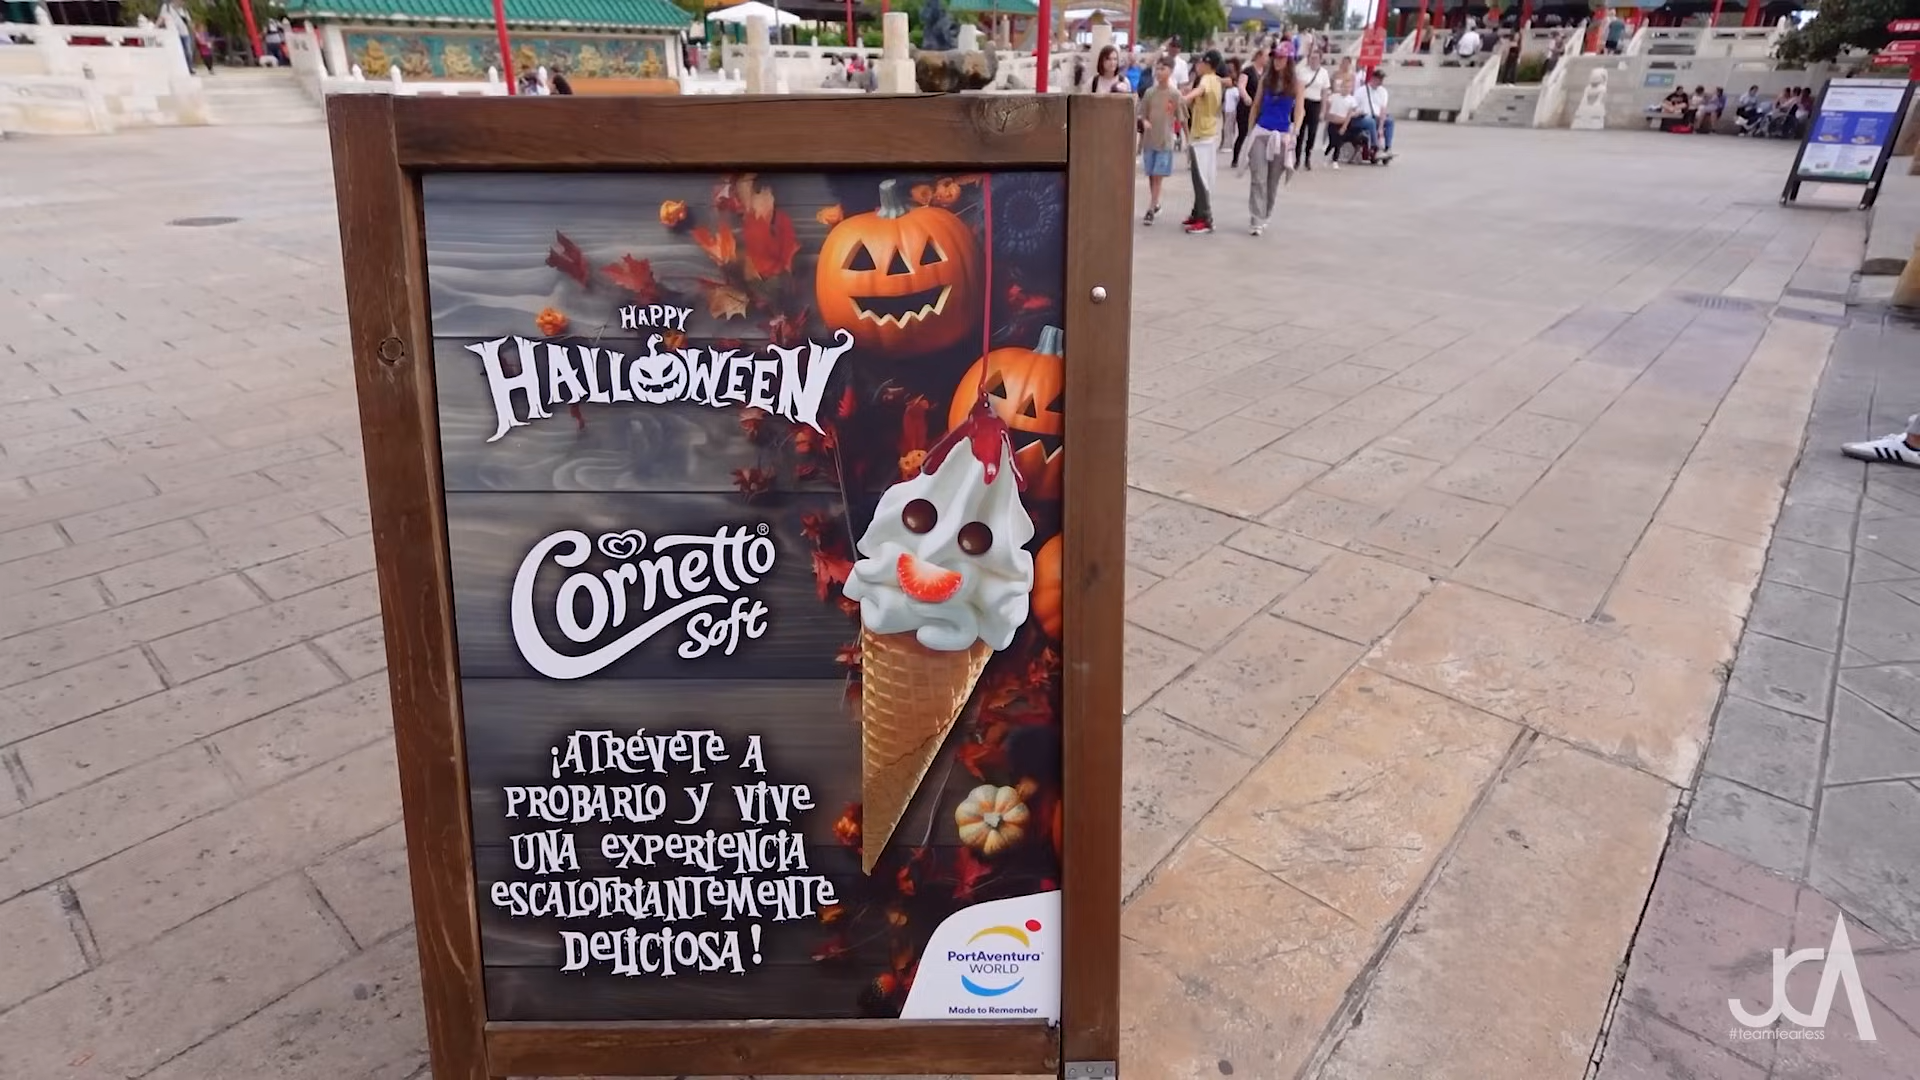 HAPPY
HALLOWEEN
Cornetto®
Soft
¡ATRÉVETE A
PROBARLO Y VIVE
UNA EXPERIENCIA
ESCALOFRIANTEMENTE
DELICIOSA!
PortAventura®
WORLD
Made to Remember
JCA
#teamfearless